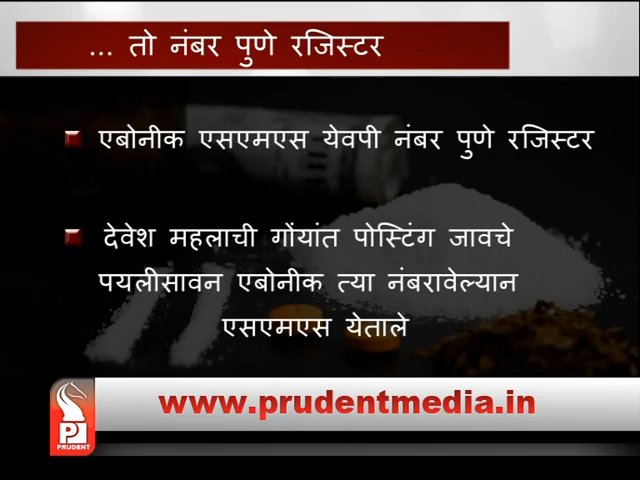 ... तो नंबर पुणे रजिस्टर
एबोनीक एसएमएस येवपी नंबर पुणे रजिस्टर
देवेश महलाची गोंयांत पोस्टिंग जावचे
पयलीसावन एबोनीक त्या नंबरावेल्यान
एसएमएस येताले
www.prudentmedia.in
P
PRUDENT